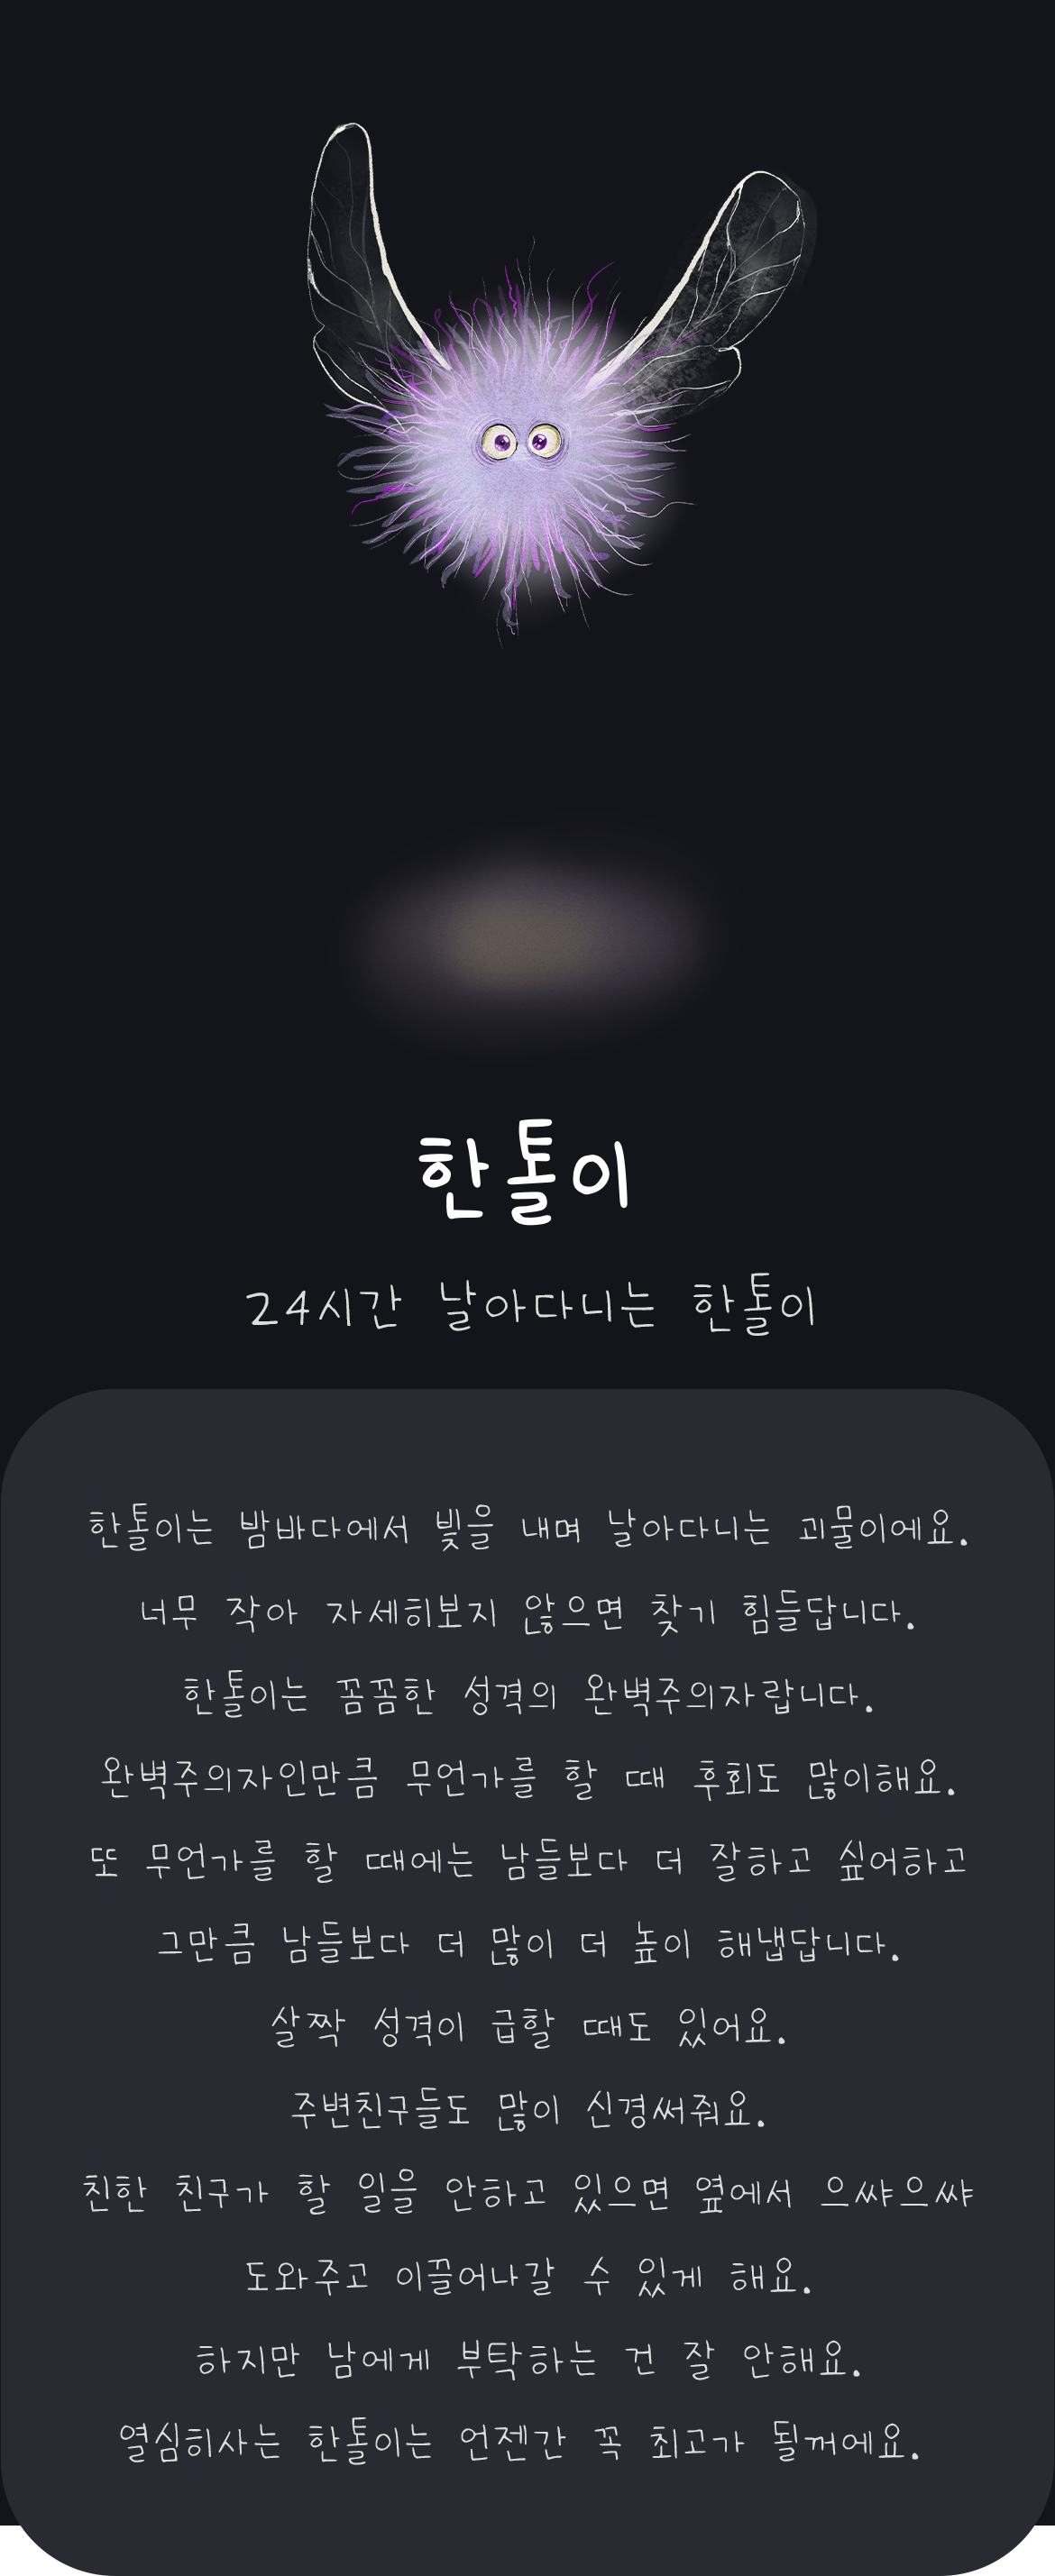 한톨이
24시간 날아다니는 한톨이
한톨이는 밤바다에서 빛을 내며 날아다니는 괴물이에요.
너무 작아 자세히보지 않으면 찾기 힘들답니다.
한톨이는 꼼꼼한 성격의 완벽주의자랍니다.
완벽주의자인만큼 무언가를 할 때 후회도 많이해요.
또 무언가를 할 때에는 남들보다 더 잘하고 싶어하고
그만큼 남들보다 더 많이 더 높이 해냅답니다.
살짝 성격이 급할 때도 있어요.
주변친구들도 많이 신경써줘요.
친한 친구가 할 일을 안하고 있으면 옆에서 으쌰으쌰
도와주고 이끌어나갈 수 있게 해요.
하지만 남에게 부탁하는 건 잘 안해요.
열심히사는 한톨이는 언젠간 꼭 최고가 될꺼에요.